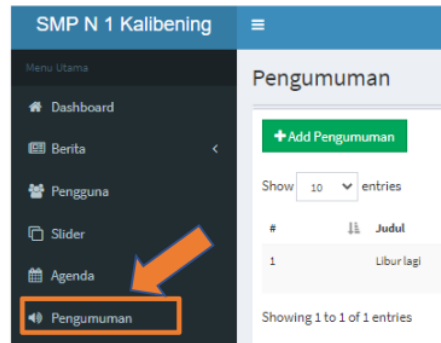 SMP N 1 Kalibening
Menu Utama
Dashboard
Berita
Pengguna
Slider
Agenda
Pengumuman
Pengumuman
+Add Pengumuman
Show 10 entries
# Judul
1 Libur lagi
Showing 1 to 1 of 1 entries